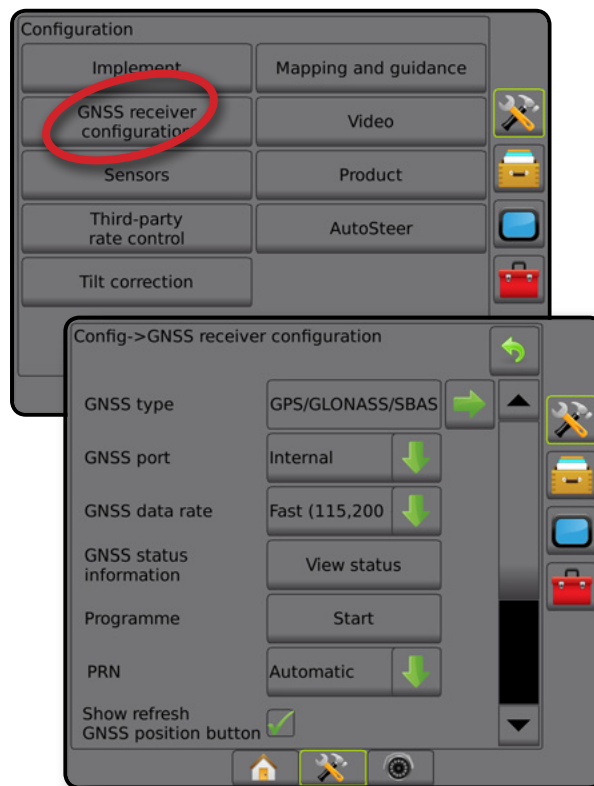 Configuration
Implement
Mapping and guidance
GNSS receiver
configuration
Video
Sensors
Product
Third-party
rate control
AutoSteer
Tilt correction
Config->GNSS receiver configuration
GNSS type
GPS/GLONASS/SBAS
GNSS port
Internal
GNSS data rate
Fast (115,200
GNSS status
information
View status
Programme
Start
PRN
Automatic
Show refresh
GNSS position button